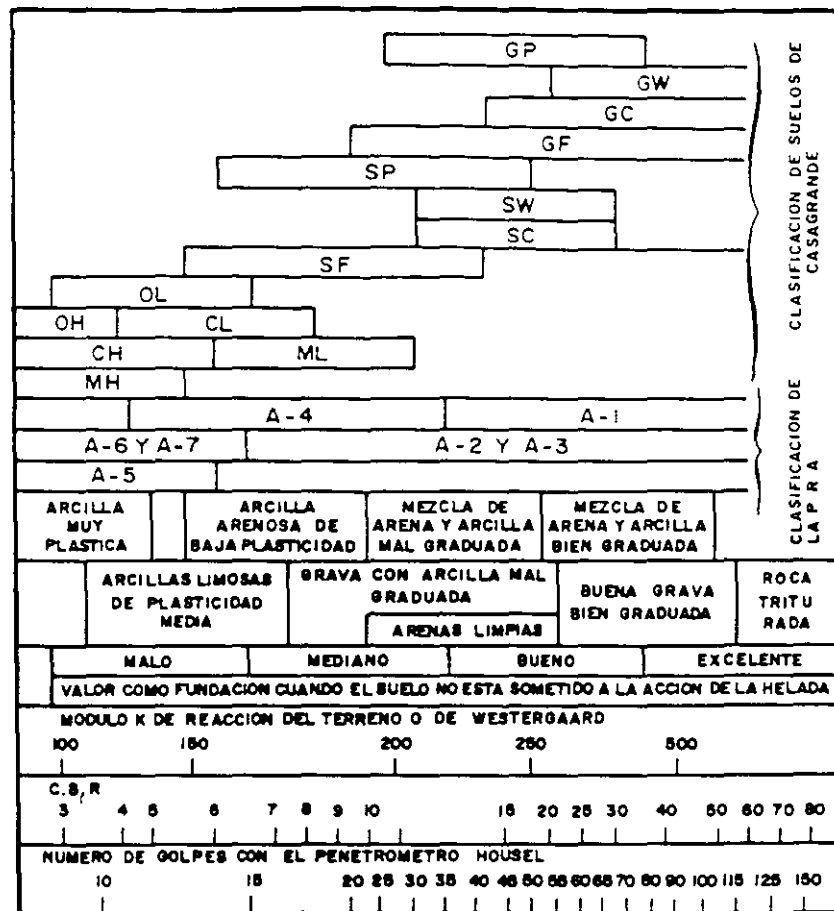 GP
GW
GC
GF
SP
SW
SC
SF
OL
OH CL
CH ML
MH
CLASIFICACION DE SUELOS DE
CASAGRANDE
A-4 A-1
A-6 Y A-7 A-2 Y A-3
A-5
CLASIFICACION DE
LA P R A
ARCILLA
MUY
PLASTICA
ARCILLA
ARENOSA DE
BAJA PLASTICIDAD
MEZCLA DE
ARENA Y ARCILLA
MAL GRADUADA
MEZCLA DE
ARENA Y ARCILLA
BIEN GRADUADA
ARCILLAS LIMOSAS
DE PLASTICIDAD
MEDIA
GRAVA CON ARCILLA MAL
GRADUADA
ARENAS LIMPIAS
BUENA GRAVA
BIEN GRADUADA
ROCA
TRITU
RADA
MALO MEDIANO BUENO EXCELENTE
VALOR COMO FUNDACION CUANDO EL SUELO NO ESTA SOMETIDO A LA ACCION DE LA HELADA
MODULO K DE REACCION DEL TERRENO O DE WESTERGAARD
100 150 200 250 500
C.B,R
3 4 5 6 7 8 9 10 15 20 25 30 40 50 60 70 80
NUMERO DE GOLPES CON EL PENETROMETRO HOUSEL
10 15 20 25 30 35 40 45 50 55 60 65 70 80 90 100 115 125 150